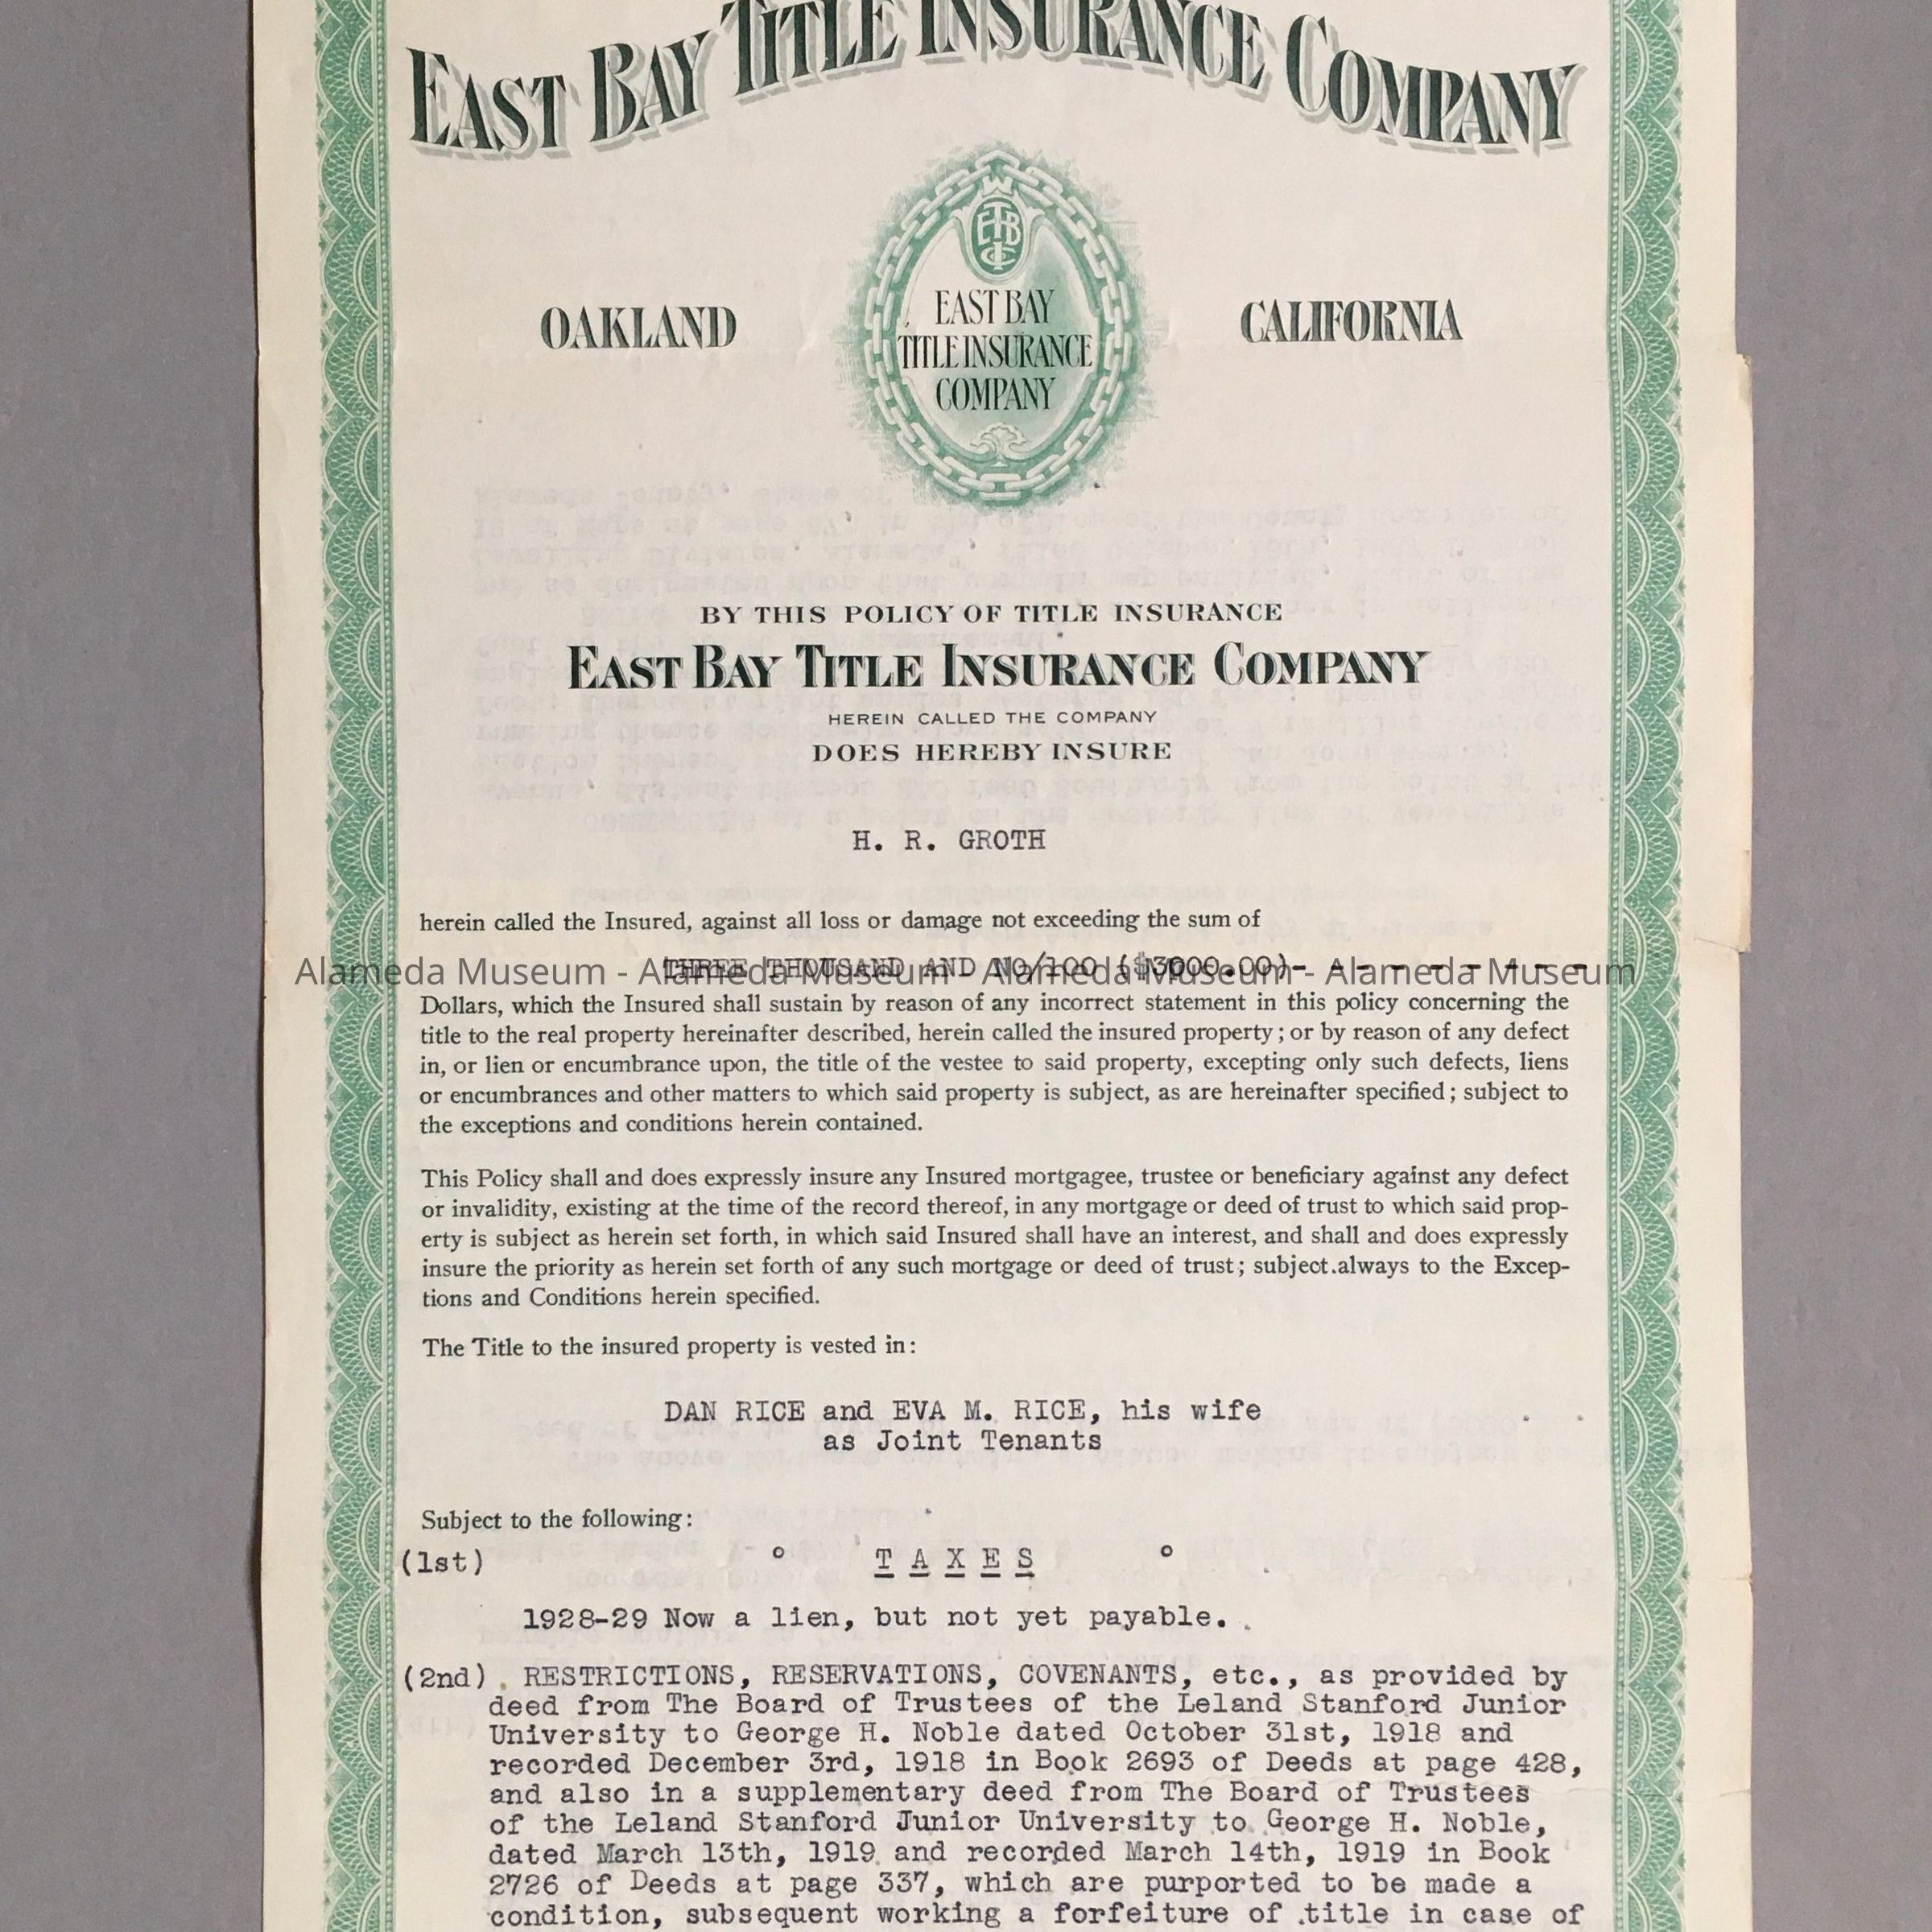 EAST BAY TITLE INSURANCE COMPANY
OAKLAND
ETBIC
EAST BAY
TITLE INSURANCE
COMPANY
CALIFORNIA
BY THIS POLICY OF TITLE INSURANCE
EAST BAY TITLE INSURANCE COMPANY
HEREIN CALLED THE COMPANY
DOES HEREBY INSURE
H. R. GROTH
herein called the Insured, against all loss or damage not exceeding the sum of
THREE THOUSAND AND NO/100 ($3000.00)- - - - - - - - -
Alameda Museum - Alameda Museum - Alameda Museum - Alameda Museum
Dollars, which the Insured shall sustain by reason of any incorrect statement in this policy concerning the
title to the real property hereinafter described, herein called the insured property; or by reason of any defect
in, or lien or encumbrance upon, the title of the vestee to said property, excepting only such defects, liens
or encumbrances and other matters to which said property is subject, as are hereinafter specified; subject to
the exceptions and conditions herein contained.
This Policy shall and does expressly insure any Insured mortgagee, trustee or beneficiary against any defect
or invalidity, existing at the time of the record thereof, in any mortgage or deed of trust to which said prop-
erty is subject as herein set forth, in which said Insured shall have an interest, and shall and does expressly
insure the priority as herein set forth of any such mortgage or deed of trust; subject always to the Excep-
tions and Conditions herein specified.
The Title to the insured property is vested in:
DAN RICE and EVA M. RICE, his wife
as Joint Tenants
Subject to the following:
(1st) TAXES
1928-29 Now a lien, but not yet payable.
(2nd) RESTRICTIONS, RESERVATIONS, COVENANTS, etc., as provided by
deed from The Board of Trustees of the Leland Stanford Junior
University to George H. Noble dated October 31st, 1918 and
recorded December 3rd, 1918 in Book 2693 of Deeds at page 428,
and also in a supplementary deed from The Board of Trustees
of the Leland Stanford Junior University to George H. Noble,
dated March 13th, 1919 and recorded March 14th, 1919 in Book
2726 of Deeds at page 337, which are purported to be made a
condition, subsequent working a forfeiture of title in case of